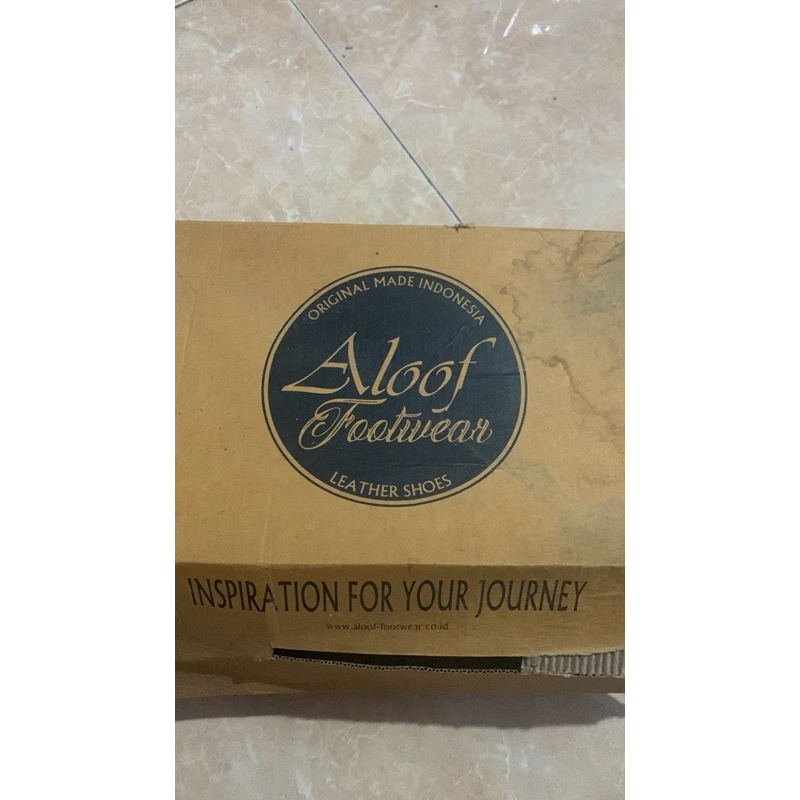 ORIGINAL MADE INDONESIA
Aloof
Footwear
LEATHER SHOES
INSPIRATION FOR YOUR JOURNEY
www.aloof-footwear.co.id